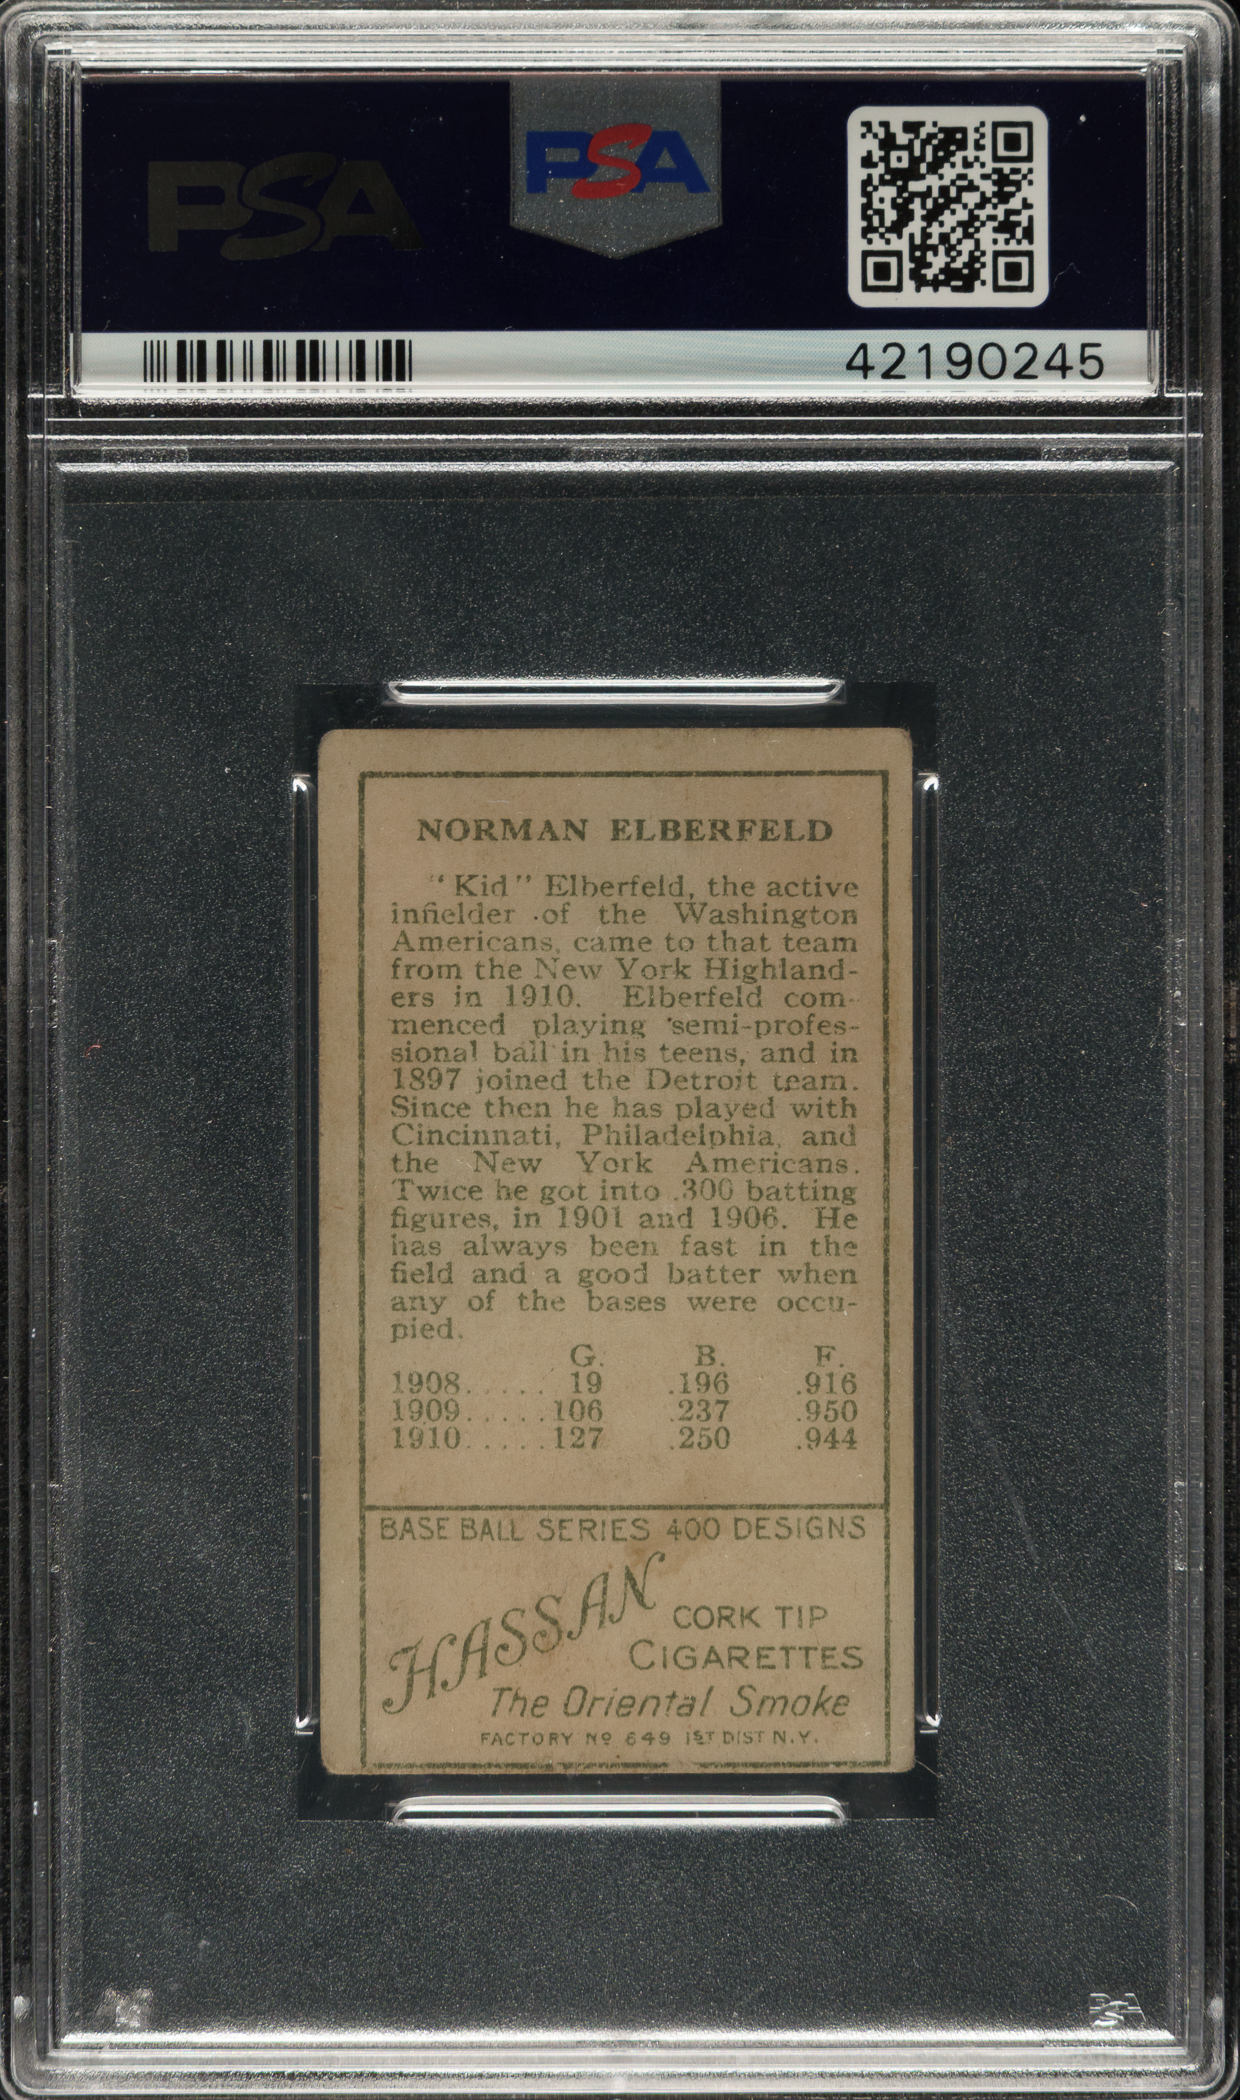 PSA
PSA
42190245
NORMAN ELBERFELD
"Kid" Elberfeld, the active
infielder of the Washington
Americans, came to that team
from the New York Highland-
ers in 1910. Elberfeld com-
menced playing semi-profes-
sional ball in his teens, and in
1897 joined the Detroit team.
Since then he has played with
Cincinnati, Philadelphia, and
the New York Americans.
Twice he got into .300 batting
figures, in 1901 and 1906. He
has always been fast in the
field and a good batter when
any of the bases were occu-
pied.
G. B. F.
1908..... 19 .196 .916
1909.....106 .237 .950
1910.....127 .250 .944
BASE BALL SERIES 400 DESIGNS
HASSAN
CORK TIP
CIGARETTES
The Oriental Smoke
FACTORY No 649 1ST DIST N.Y.
PSA